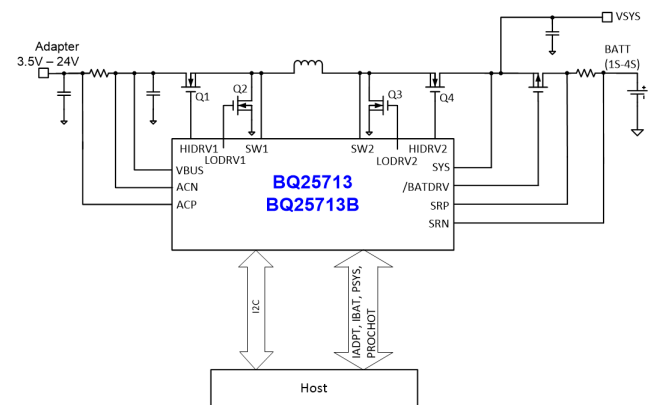 VSYS
Adapter
3.5V – 24V
BATT
(1S-4S)
Q1
Q2
Q3
Q4
HIDRV1
LODRV1
SW1
SW2
LODRV2
HIDRV2
VBUS
ACN
ACP
SYS
/BATDRV
SRP
SRN
BQ25713
BQ25713B
I2C
IADPT, IBAT, PSYS,
PROCHOT
Host